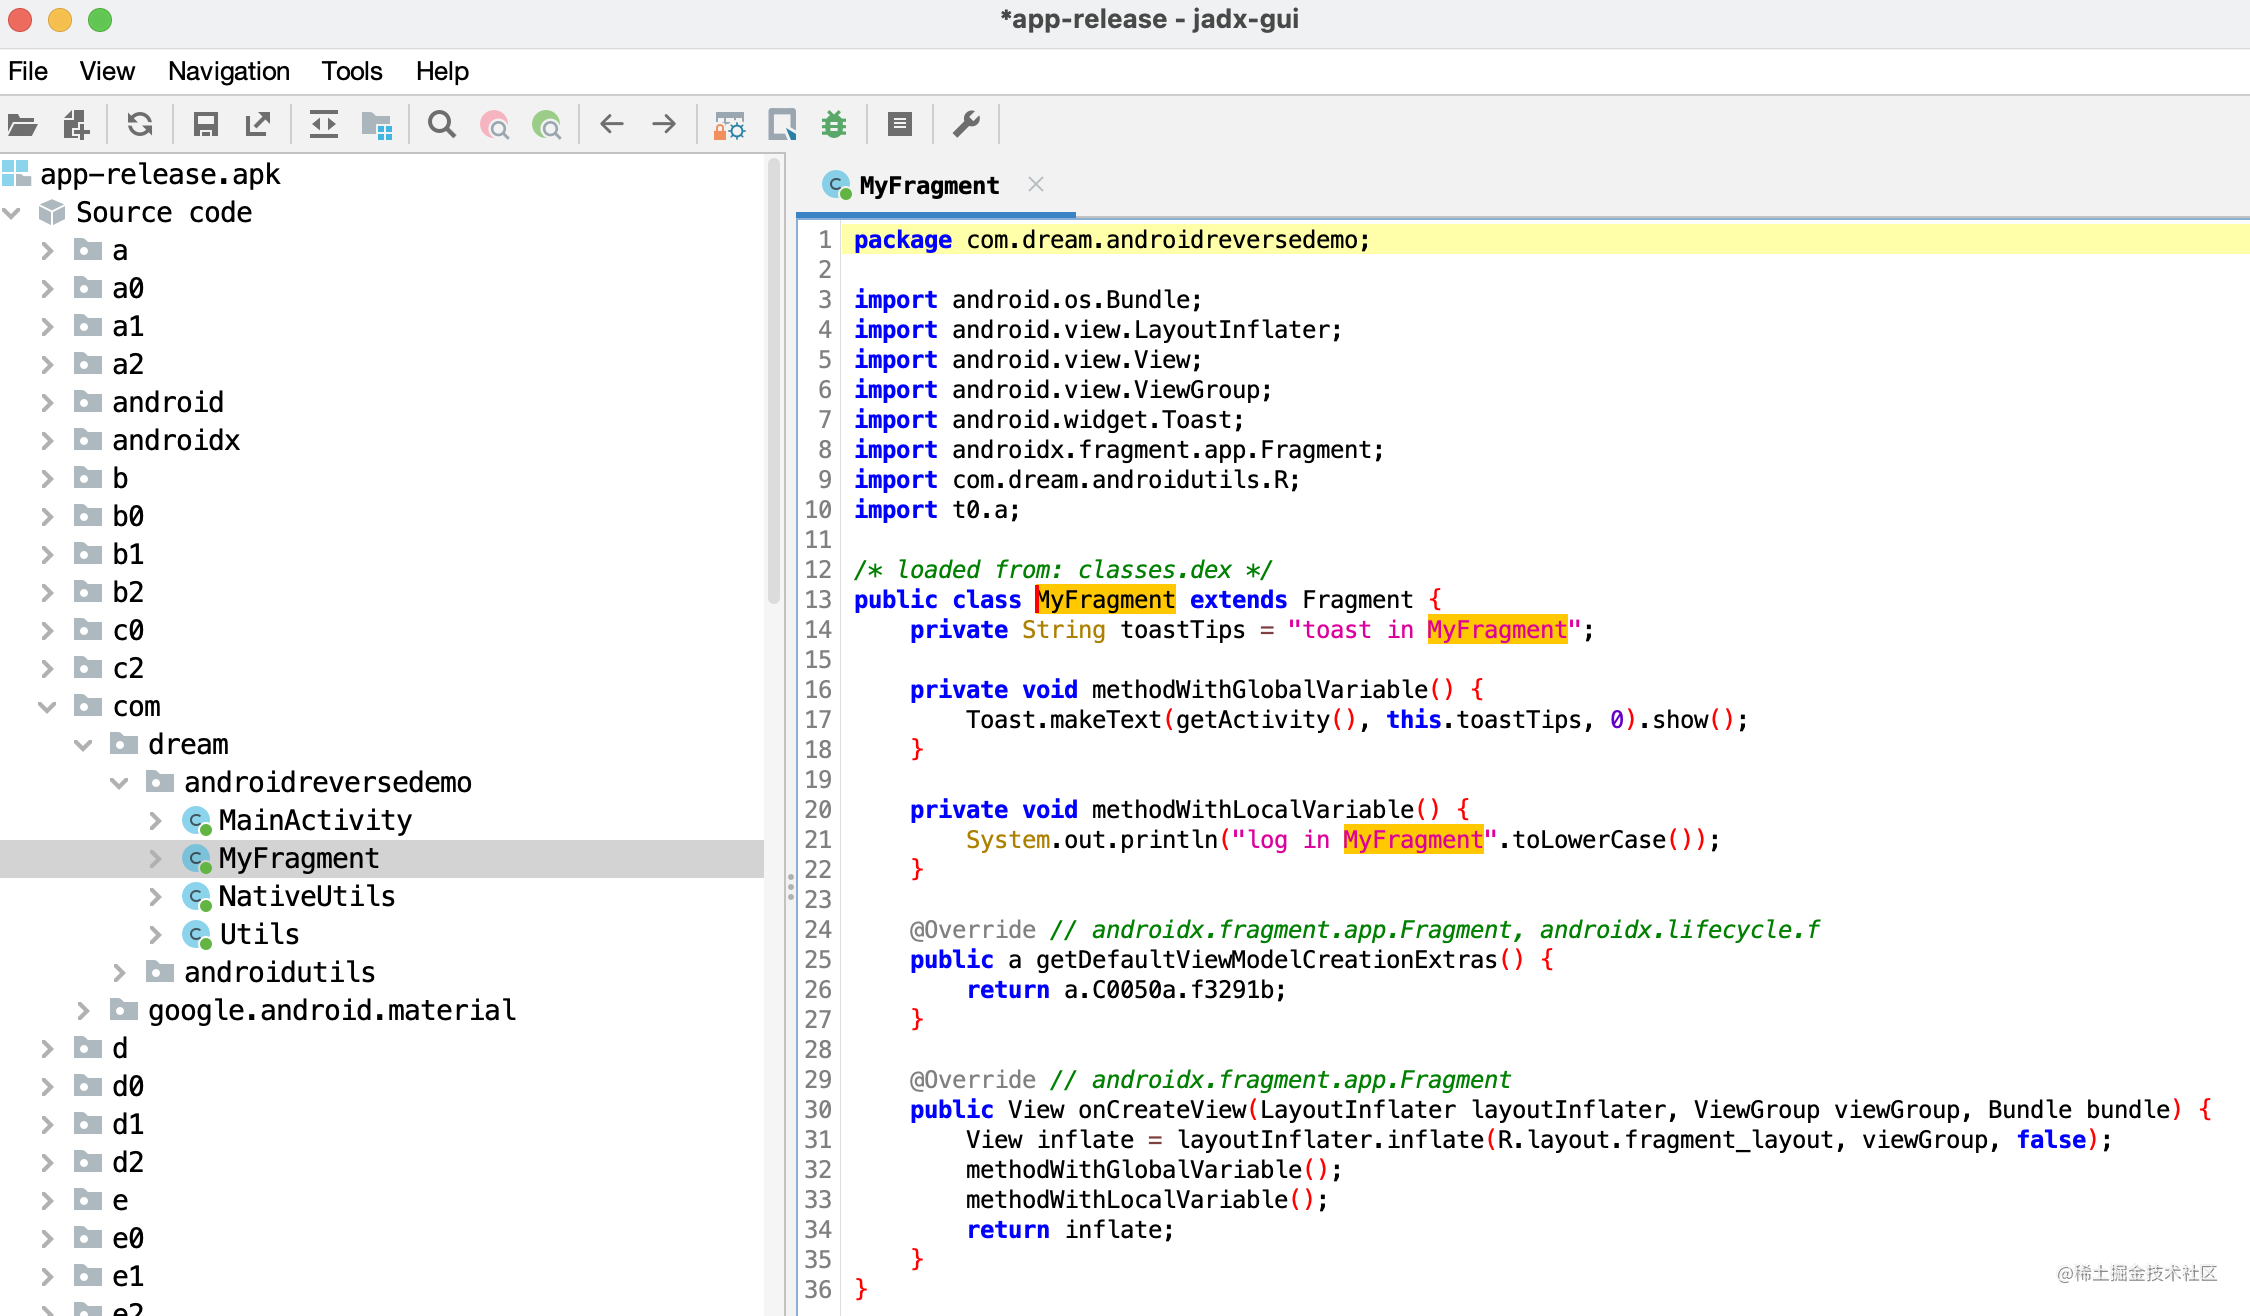 *app-release - jadx-gui
File View Navigation Tools Help
app-release.apk
Source code
a
a0
a1
a2
android
androidx
b
b0
b1
b2
c0
c2
com
dream
androidreversedemo
MainActivity
MyFragment
NativeUtils
Utils
androidutils
google.android.material
d
d0
d1
d2
e
e0
e1
e2
MyFragment
1 package com.dream.androidreversedemo;
2
3 import android.os.Bundle;
4 import android.view.LayoutInflater;
5 import android.view.View;
6 import android.view.ViewGroup;
7 import android.widget.Toast;
8 import androidx.fragment.app.Fragment;
9 import com.dream.androidutils.R;
10 import t0.a;
11
12 /* loaded from: classes.dex */
13 public class MyFragment extends Fragment {
14     private String toastTips = "toast in MyFragment";
15
16     private void methodWithGlobalVariable() {
17         Toast.makeText(getActivity(), this.toastTips, 0).show();
18     }
19
20     private void methodWithLocalVariable() {
21         System.out.println("log in MyFragment".toLowerCase());
22     }
23
24     @Override // androidx.fragment.app.Fragment, androidx.lifecycle.f
25     public a getDefaultViewModelCreationExtras() {
26         return a.C0050a.f3291b;
27     }
28
29     @Override // androidx.fragment.app.Fragment
30     public View onCreateView(LayoutInflater layoutInflater, ViewGroup viewGroup, Bundle bundle) {
31         View inflate = layoutInflater.inflate(R.layout.fragment_layout, viewGroup, false);
32         methodWithGlobalVariable();
33         methodWithLocalVariable();
34         return inflate;
35     }
36 }
@稀土掘金技术社区